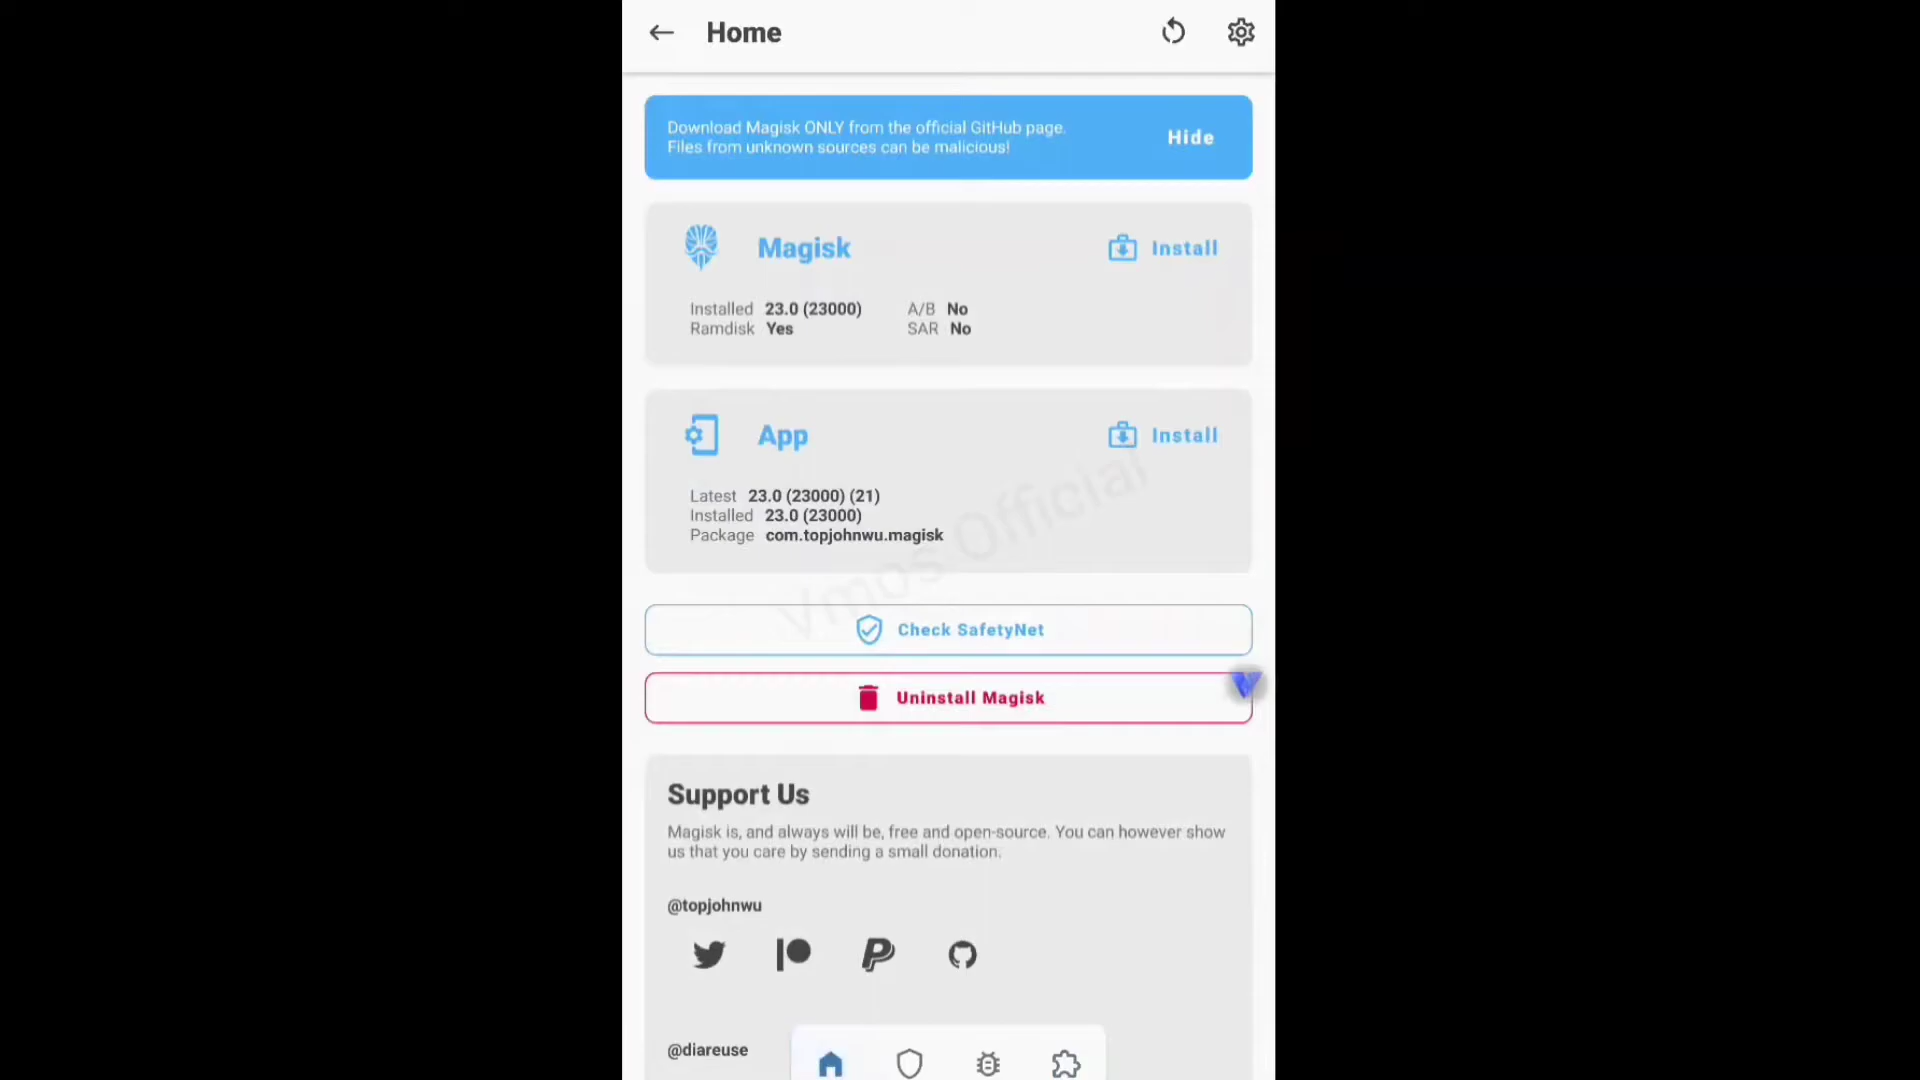 Home
Download Magisk ONLY from the official GitHub page.
Files from unknown sources can be malicious!
Hide
Magisk
Install
Installed 23.0 (23000)
A/B No
Ramdisk Yes
SAR No
App
Install
Latest 23.0 (23000) (21)
Installed 23.0 (23000)
Package com.topjohnwu.magisk
Vmos Official
Check SafetyNet
Uninstall Magisk
Support Us
Magisk is, and always will be, free and open-source. You can however show
us that you care by sending a small donation.
@topjohnwu
@diareuse